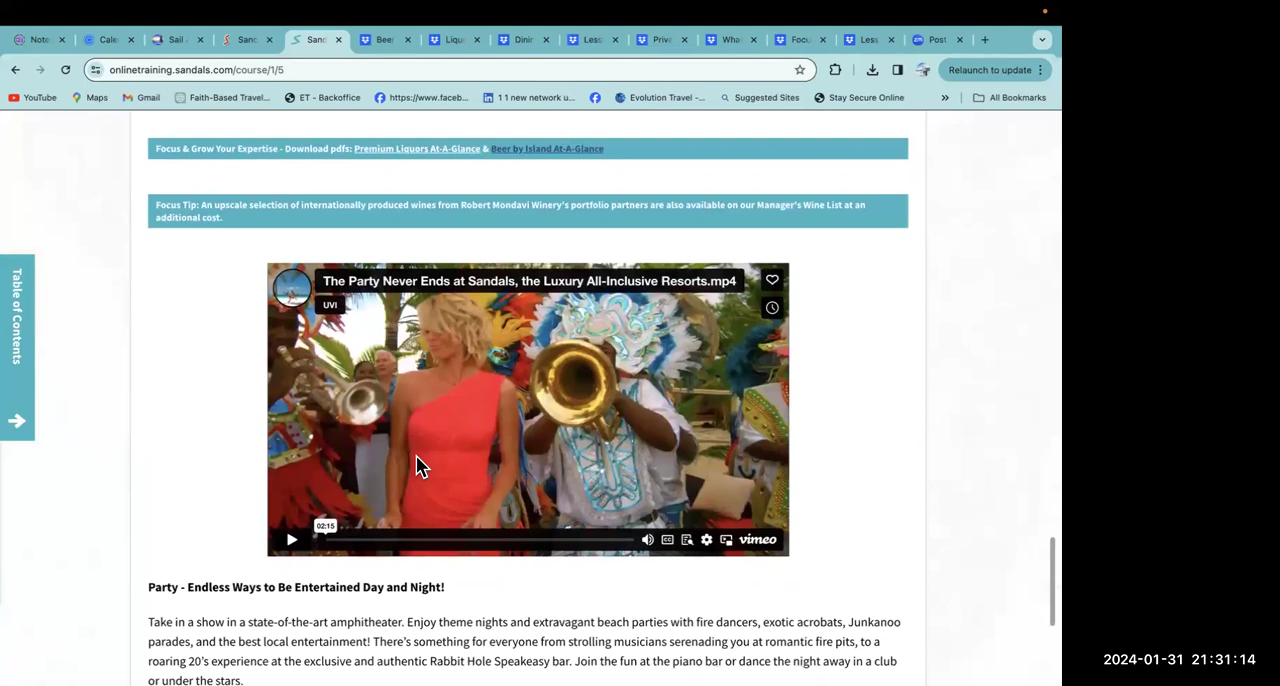 Note
Cale
Sail
Sanc
Sand
Beer
Lique
Dinir
Less
Priva
Wha
Focu
Less
Post
onlinetraining.sandals.com/course/1/5
Relaunch to update
YouTube
Maps
Gmail
Faith-Based Travel...
ET - Backoffice
https://www.faceb...
1 1 new network u...
Evolution Travel -...
Suggested Sites
Stay Secure Online
»
All Bookmarks
Focus & Grow Your Expertise - Download pdfs: Premium Liquors At-A-Glance & Beer by Island At-A-Glance
Focus Tip: An upscale selection of internationally produced wines from Robert Mondavi Winery's portfolio partners are also available on our Manager's Wine List at an
additional cost.
Table of Contents
The Party Never Ends at Sandals, the Luxury All-Inclusive Resorts.mp4
UVI
02:15
CC
vimeo
Party - Endless Ways to Be Entertained Day and Night!
Take in a show in a state-of-the-art amphitheater. Enjoy theme nights and extravagant beach parties with fire dancers, exotic acrobats, Junkanoo
parades, and the best local entertainment! There's something for everyone from strolling musicians serenading you at romantic fire pits, to a
roaring 20's experience at the exclusive and authentic Rabbit Hole Speakeasy bar. Join the fun at the piano bar or dance the night away in a club
or under the stars.
2024-01-31 21:31:14